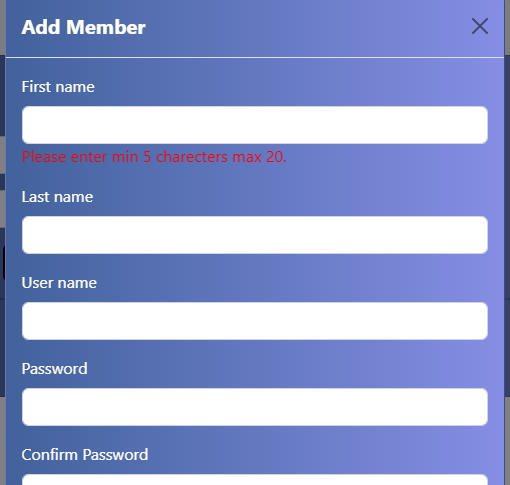 Add Member
First name
Please enter min 5 charecters max 20.
Last name
User name
Password
Confirm Password